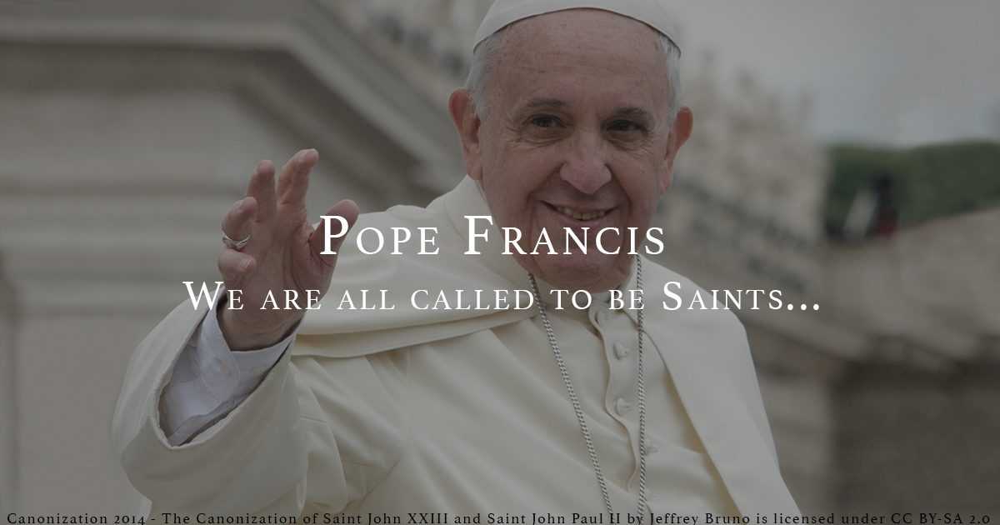 Pope Francis
We are all called to be Saints...
Canonization 2014 - The Canonization of Saint John XXIII and Saint John Paul II by Jeffrey Bruno is licensed under CC BY-SA 2.0